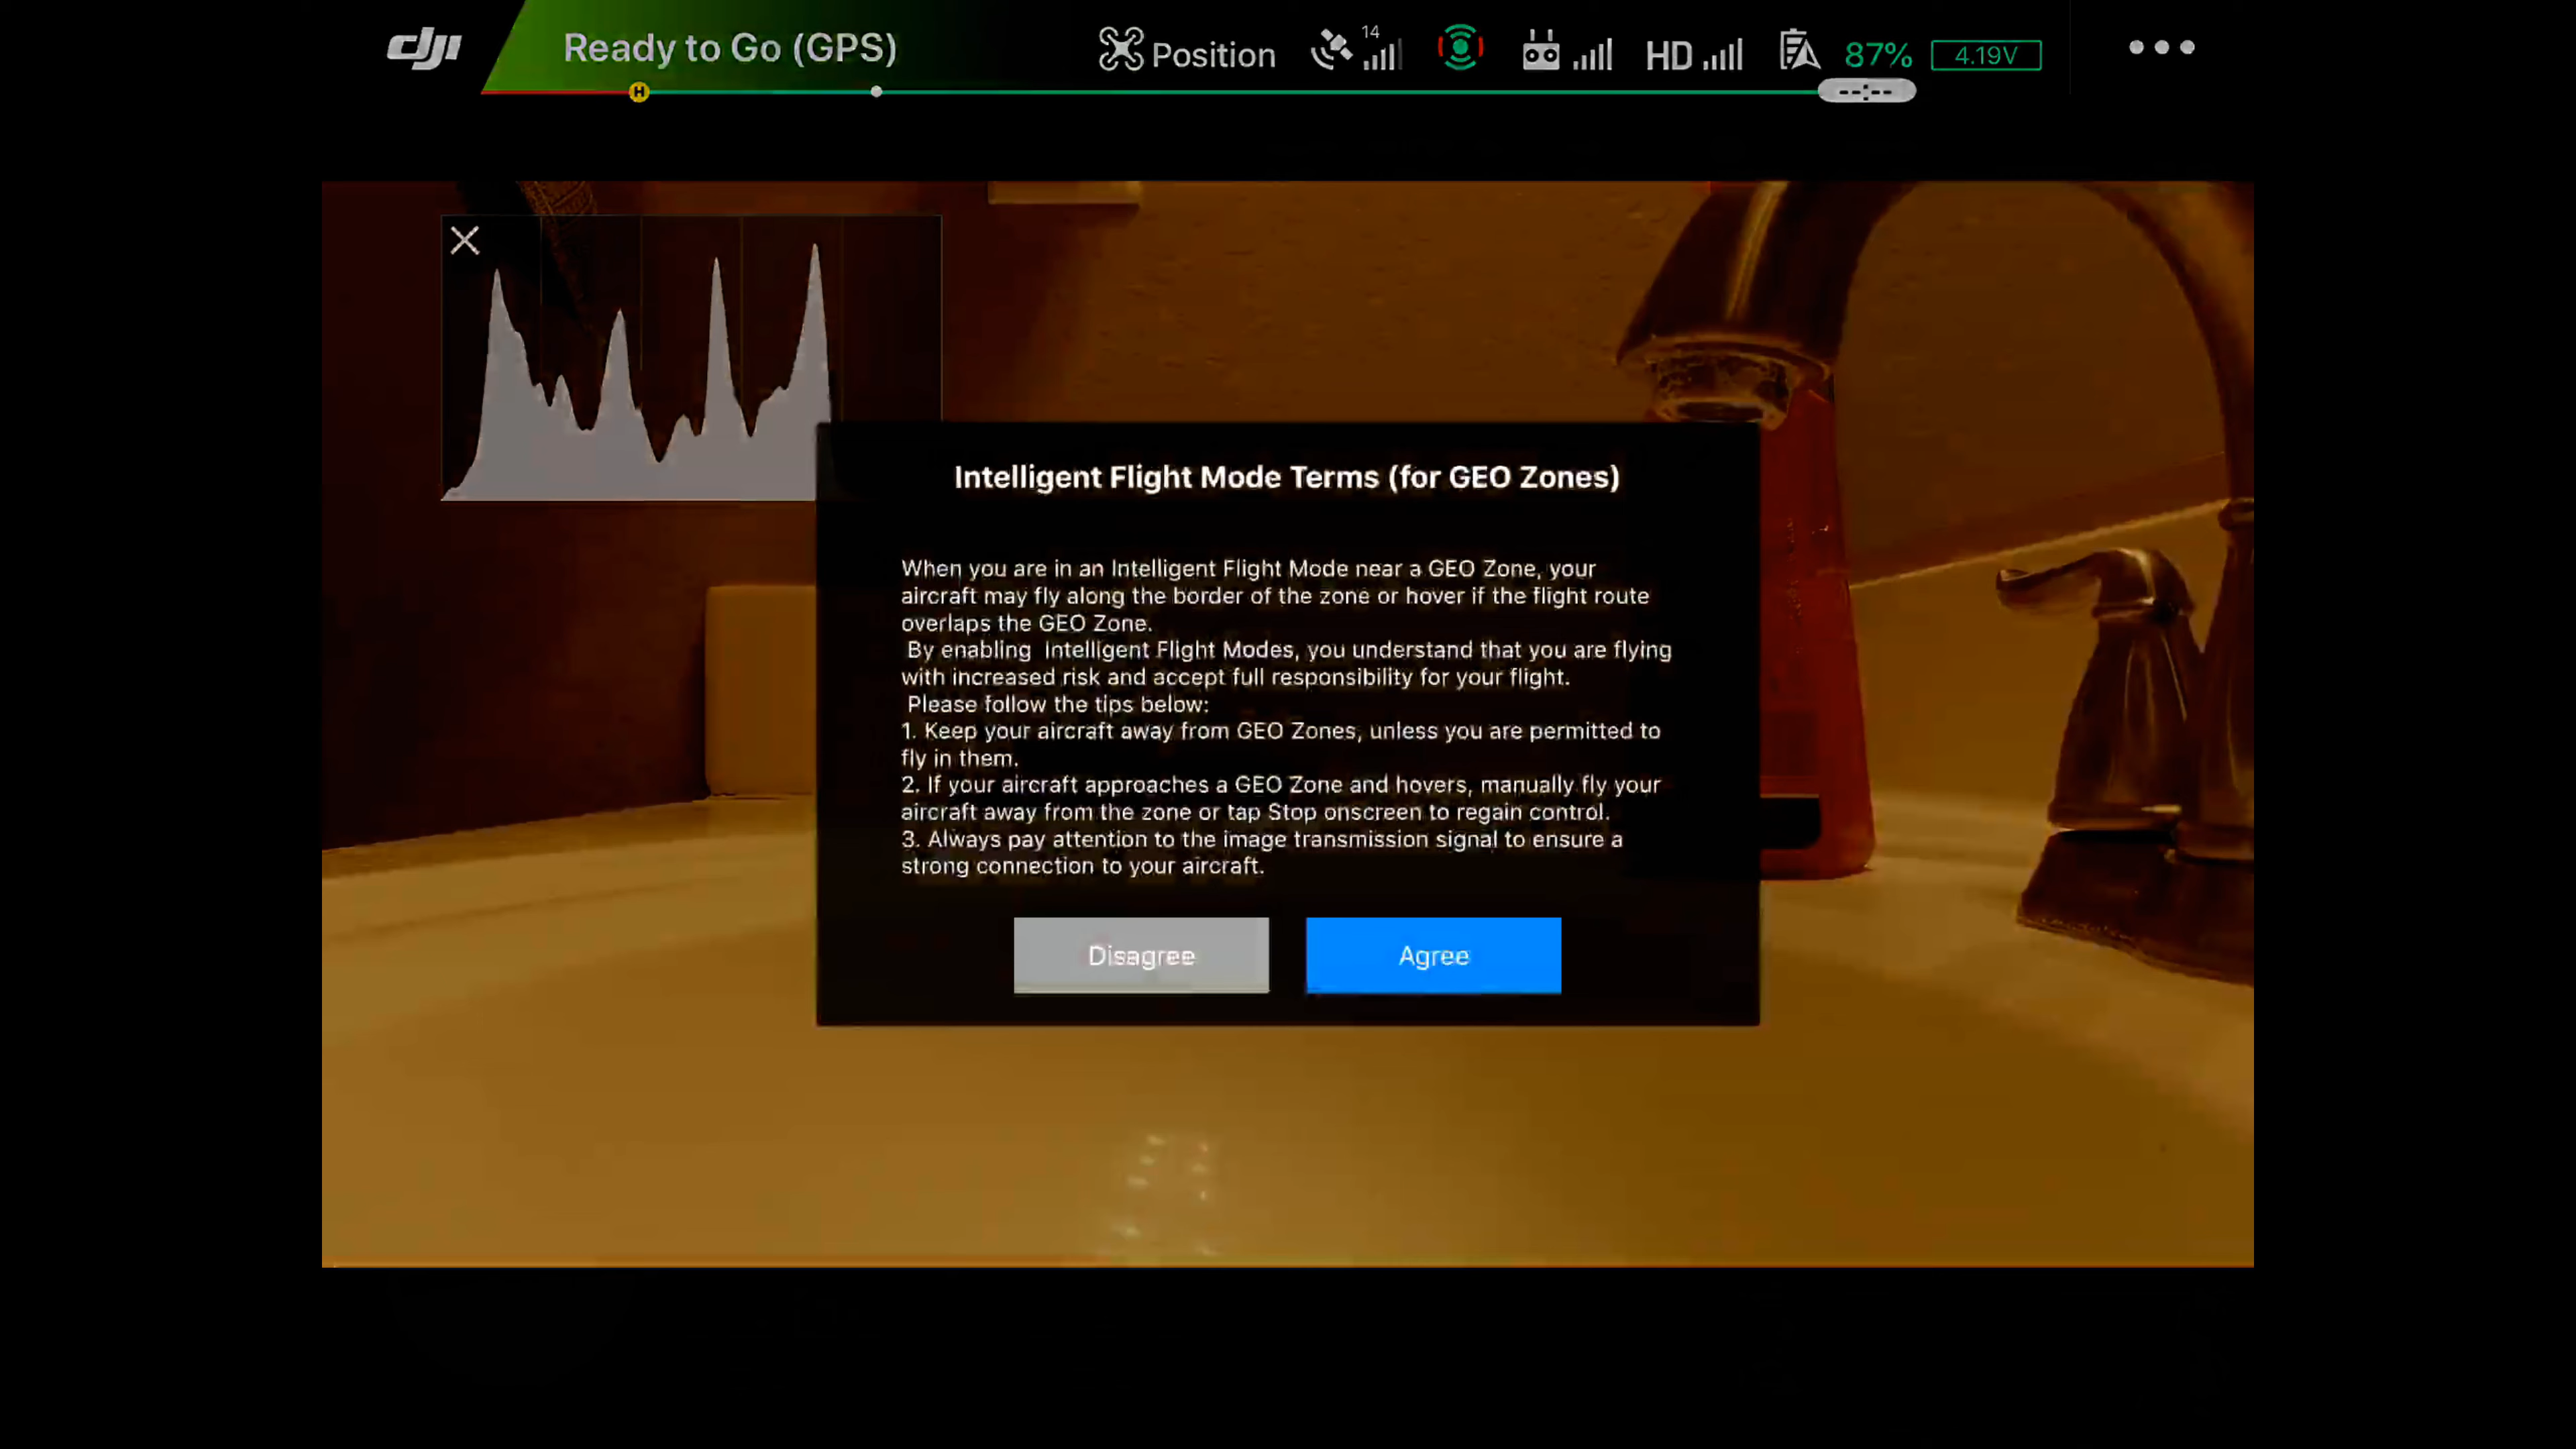 dji Ready to Go (GPS) Position 14 HD 87% 4.19V
H --:--
Intelligent Flight Mode Terms (for GEO Zones)
When you are in an Intelligent Flight Mode near a GEO Zone, your
aircraft may fly along the border of the zone or hover if the flight route
overlaps the GEO Zone.
By enabling Intelligent Flight Modes, you understand that you are flying
with increased risk and accept full responsibility for your flight.
Please follow the tips below:
1. Keep your aircraft away from GEO Zones, unless you are permitted to
fly in them.
2. If your aircraft approaches a GEO Zone and hovers, manually fly your
aircraft away from the zone or tap Stop onscreen to regain control.
3. Always pay attention to the image transmission signal to ensure a
strong connection to your aircraft.
Disagree Agree